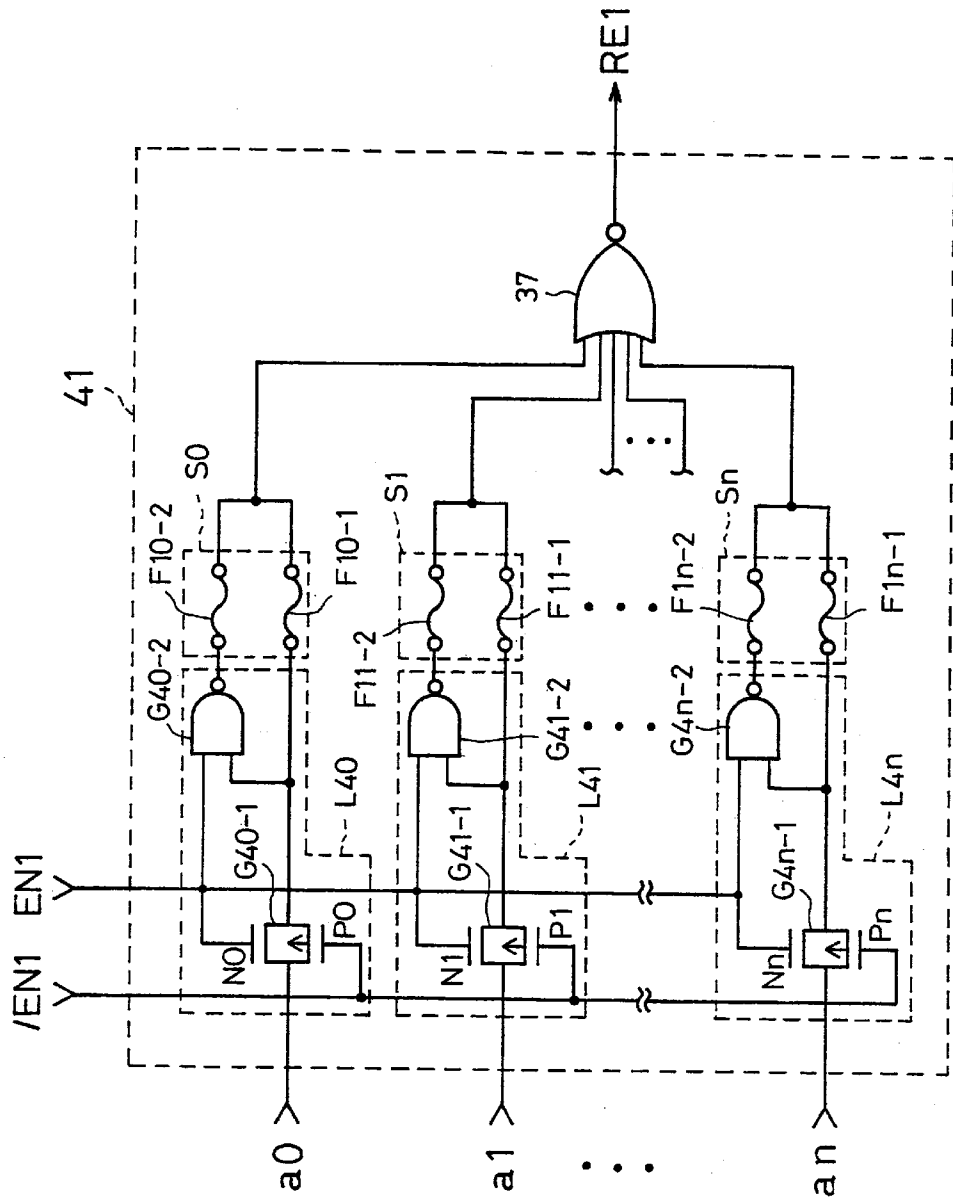 /EN1
EN1
41
RE1
37
S0
F10-2
F10-1
G40-2
L40
G40-1
N0
P0
a0
S1
F11-2
F11-1
G41-2
L41
G41-1
N1
P1
a1
Sn
F1n-2
F1n-1
G4n-2
L4n
G4n-1
Nn
Pn
an